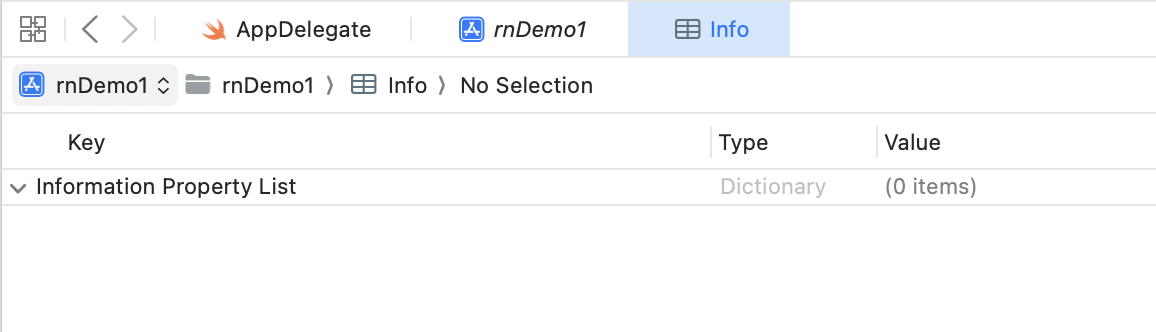 AppDelegate rnDemo1 Info
rnDemo1 rnDemo1 Info No Selection
Key Type Value
Information Property List Dictionary (0 items)